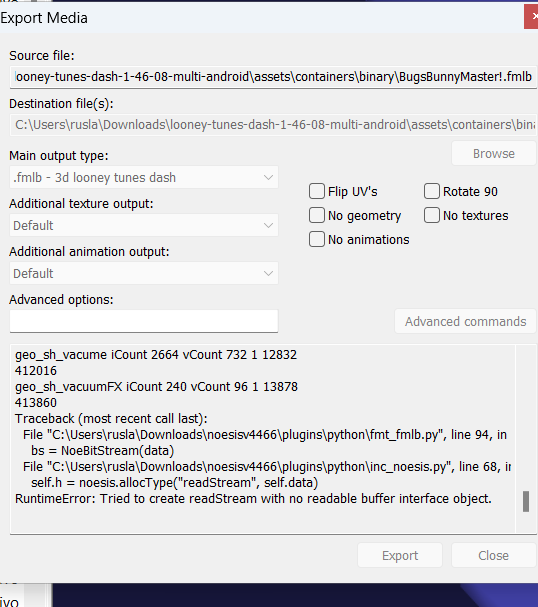 Export Media
Source file:
looney-tunes-dash-1-46-08-multi-android\assets\containers\binary\BugsBunnyMaster!.fmlb
Destination file(s):
C:\Users\rusla\Downloads\looney-tunes-dash-1-46-08-multi-android\assets\containers\bina
Browse
Main output type:
.fmlb - 3d looney tunes dash
Flip UV's
Rotate 90
Additional texture output:
Default
No geometry
No textures
No animations
Additional animation output:
Default
Advanced options:
Advanced commands
geo_sh_vacume iCount 2664 vCount 732 1 12832
412016
geo_sh_vacuumFX iCount 240 vCount 96 1 13878
413860
Traceback (most recent call last):
File "C:\Users\rusla\Downloads\noesisv4466\plugins\python\fmt_fmlb.py", line 94, in
bs = NoeBitStream(data)
File "C:\Users\rusla\Downloads\noesisv4466\plugins\python\inc_noesis.py", line 68, in
self.h = noesis.allocType("readStream", self.data)
RuntimeError: Tried to create readStream with no readable buffer interface object.
Export
Close
ivo